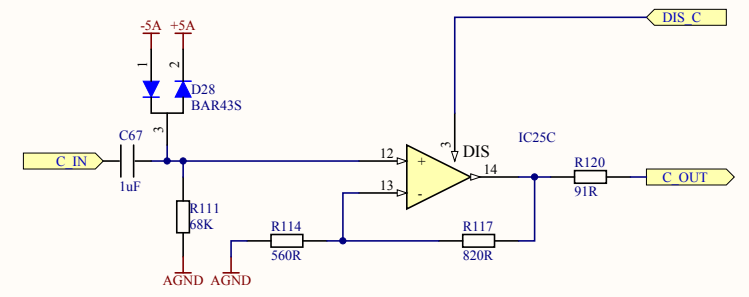 -5A +5A
DIS_C
1
2
D28
BAR43S
3
C67
C_IN
1uF
R111
68K
AGND
AGND
12
+
13
-
3
DIS
IC25C
14
R120
91R
C_OUT
R114
560R
R117
820R